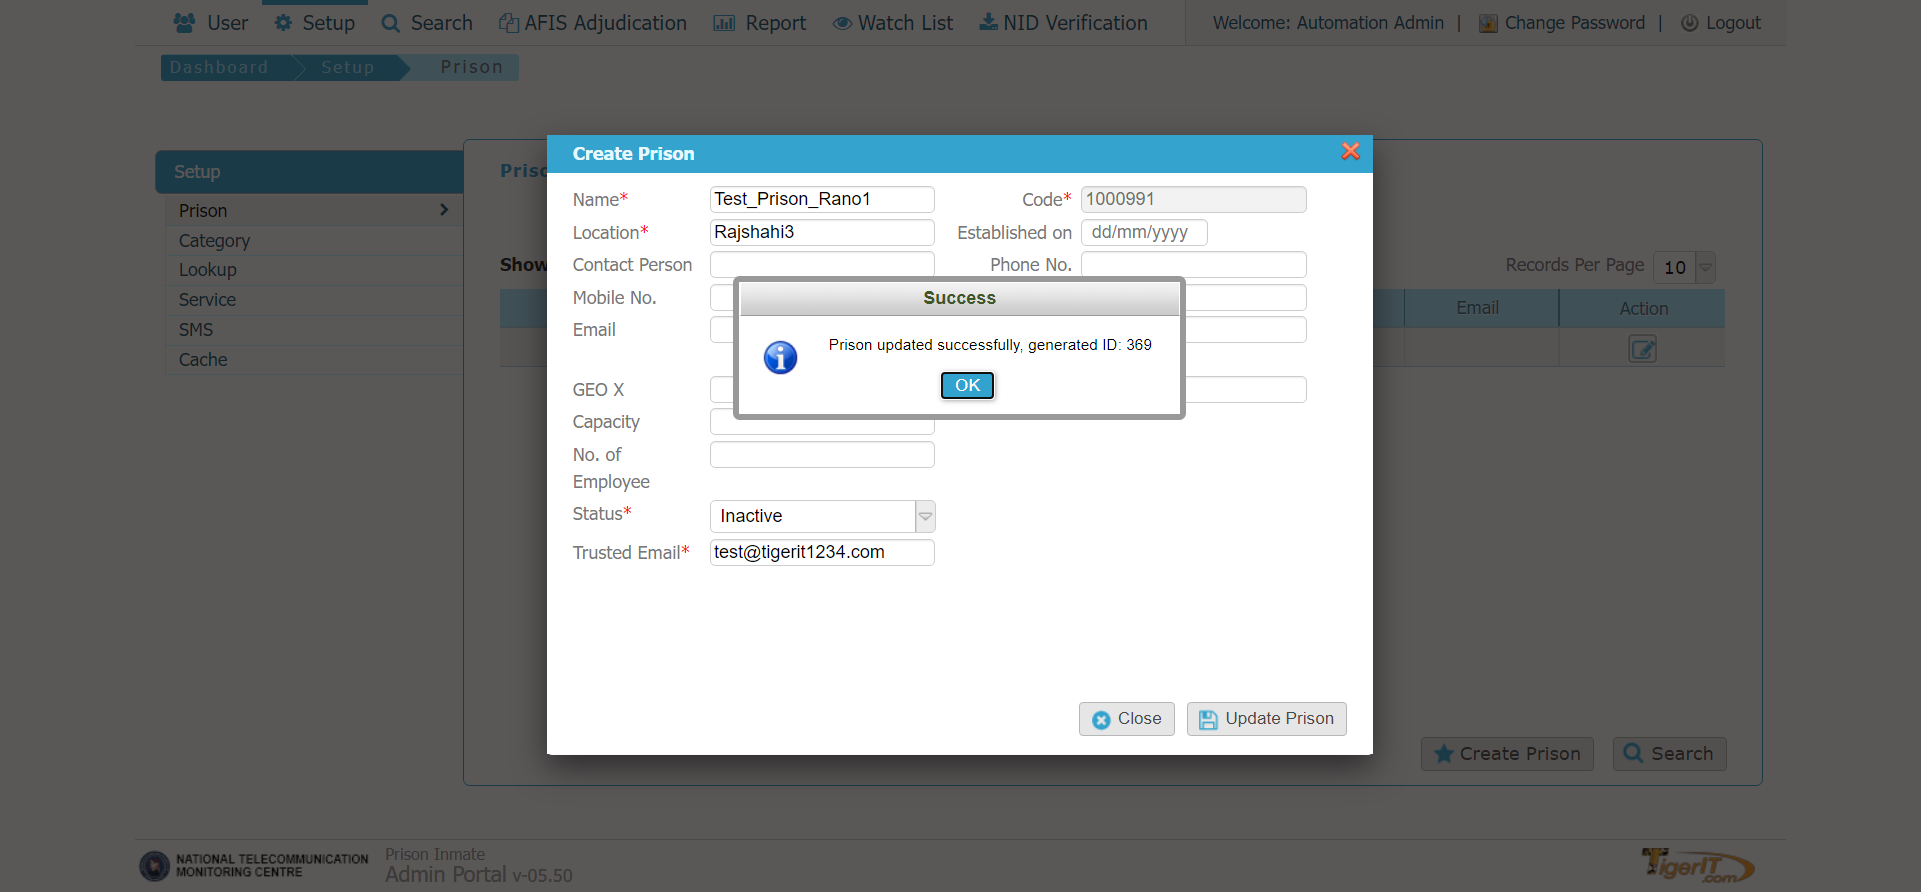 User Setup Search AFIS Adjudication Report Watch List NID Verification Welcome: Automation Admin | Change Password | Logout
Dashboard Setup Prison
Setup
Prison
Category
Lookup
Service
SMS
Cache
Create Prison
Name* Test_Prison_Rano1 Code* 1000991
Location* Rajshahi3 Established on dd/mm/yyyy
Contact Person Phone No.
Mobile No.
Email
GEO X
Capacity
No. of
Employee
Status* Inactive
Trusted Email* test@tigerit1234.com
Success
Prison updated successfully, generated ID: 369
OK
Close Update Prison
Show
Records Per Page 10
Email Action
Create Prison Search
NATIONAL TELECOMMUNICATION
MONITORING CENTRE
Prison Inmate
Admin Portal v-05.50
TigerIT
.com